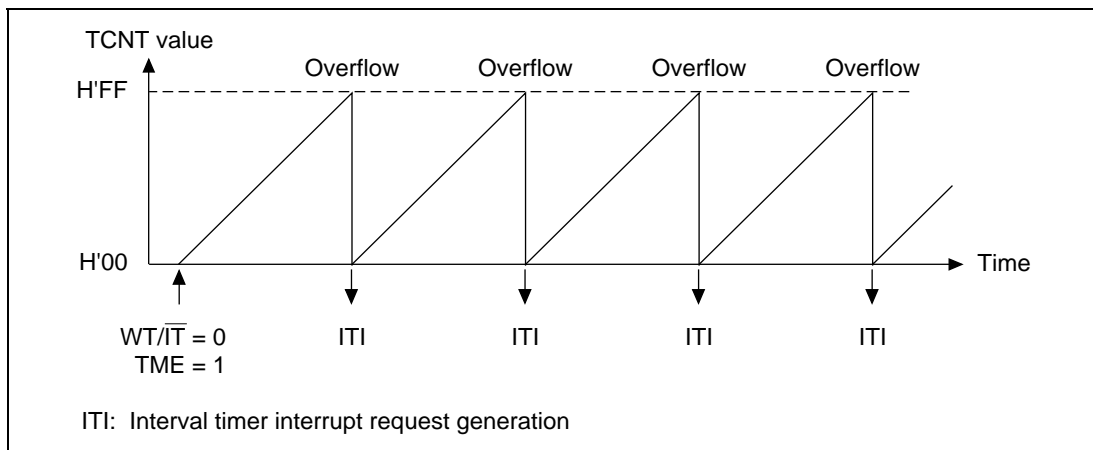 TCNT value
Overflow Overflow Overflow Overflow
H'FF
H'00
Time
WT/I̅T̅ = 0
TME = 1
ITI ITI ITI ITI
ITI: Interval timer interrupt request generation